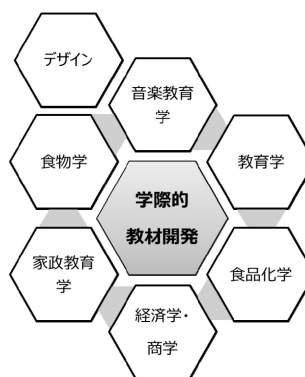 デザイン
音楽教育
学
食物学
教育学
学際的
教材開発
家政教育
学
食品化学
経済学・
商学